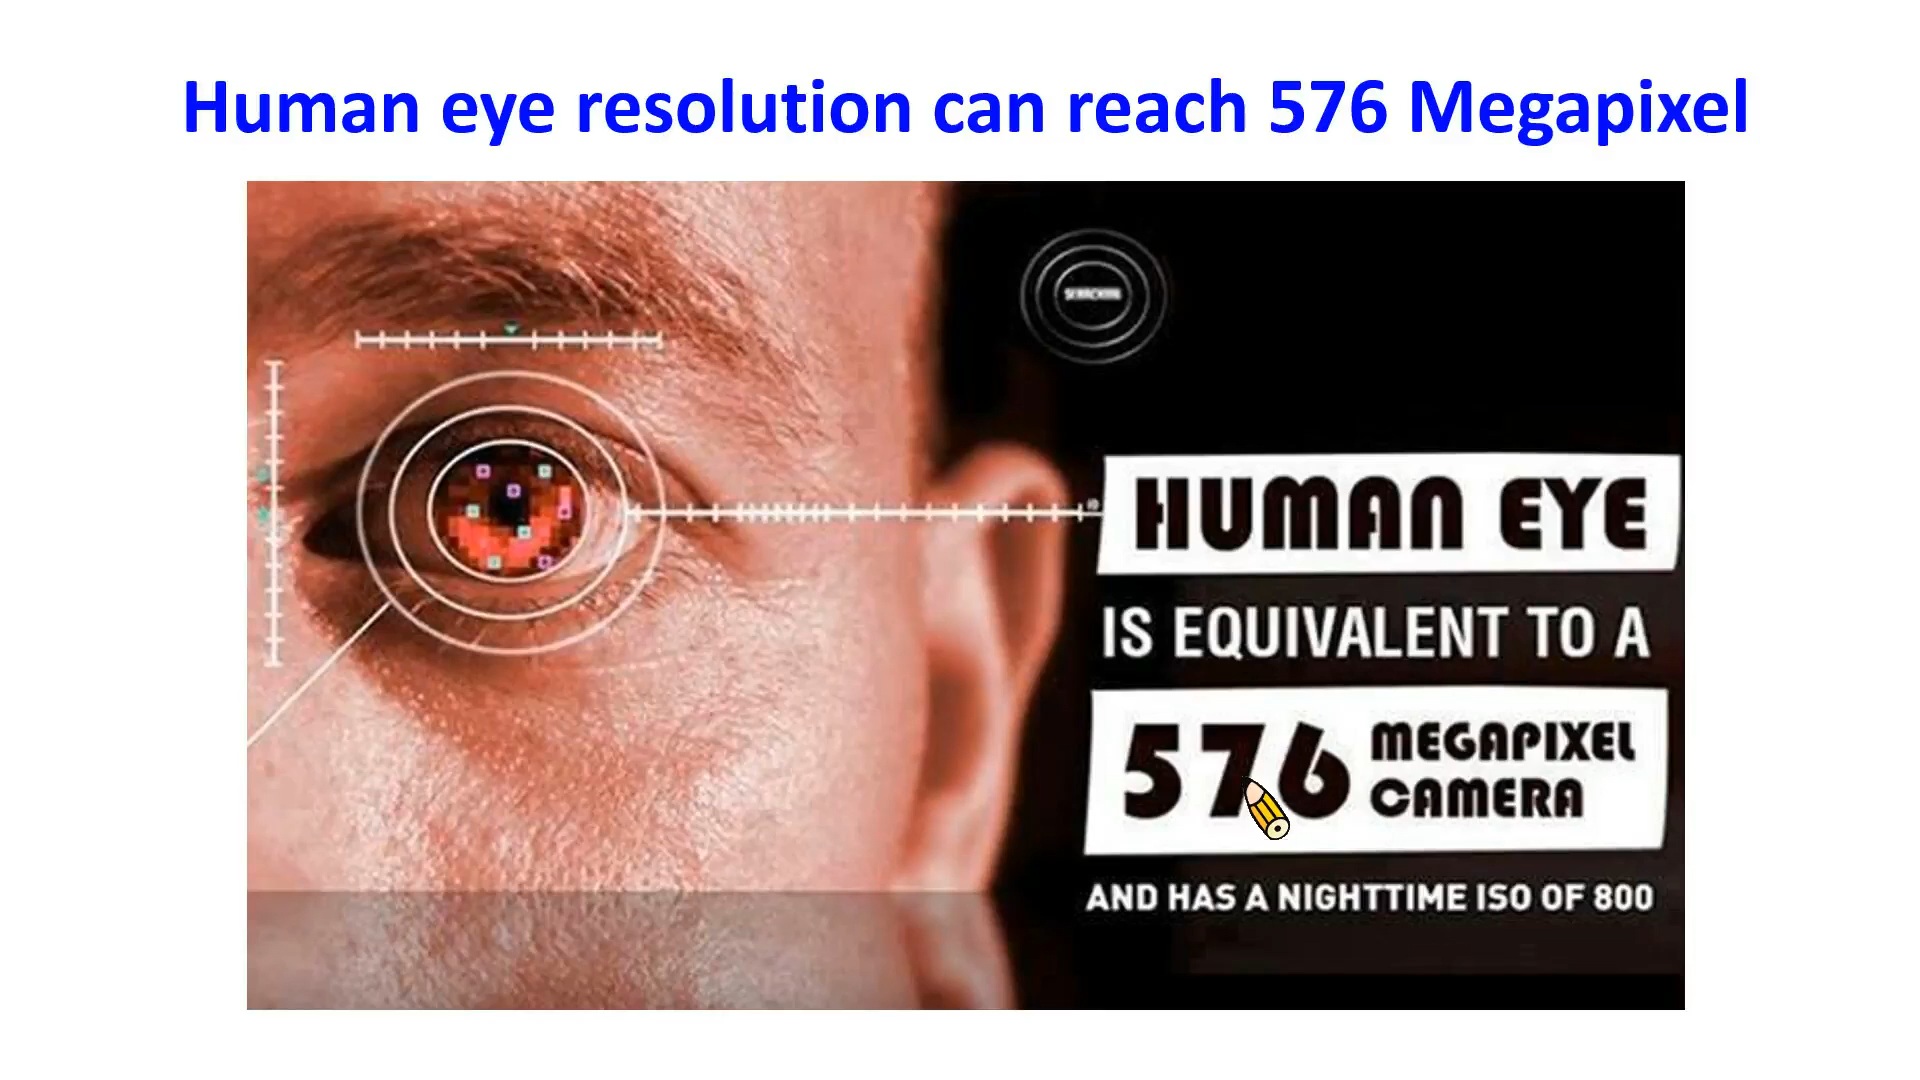 Human eye resolution can reach 576 Megapixel
SEARCHING
HUMAN EYE
IS EQUIVALENT TO A
576 MEGAPIXEL
CAMERA
AND HAS A NIGHTTIME ISO OF 800